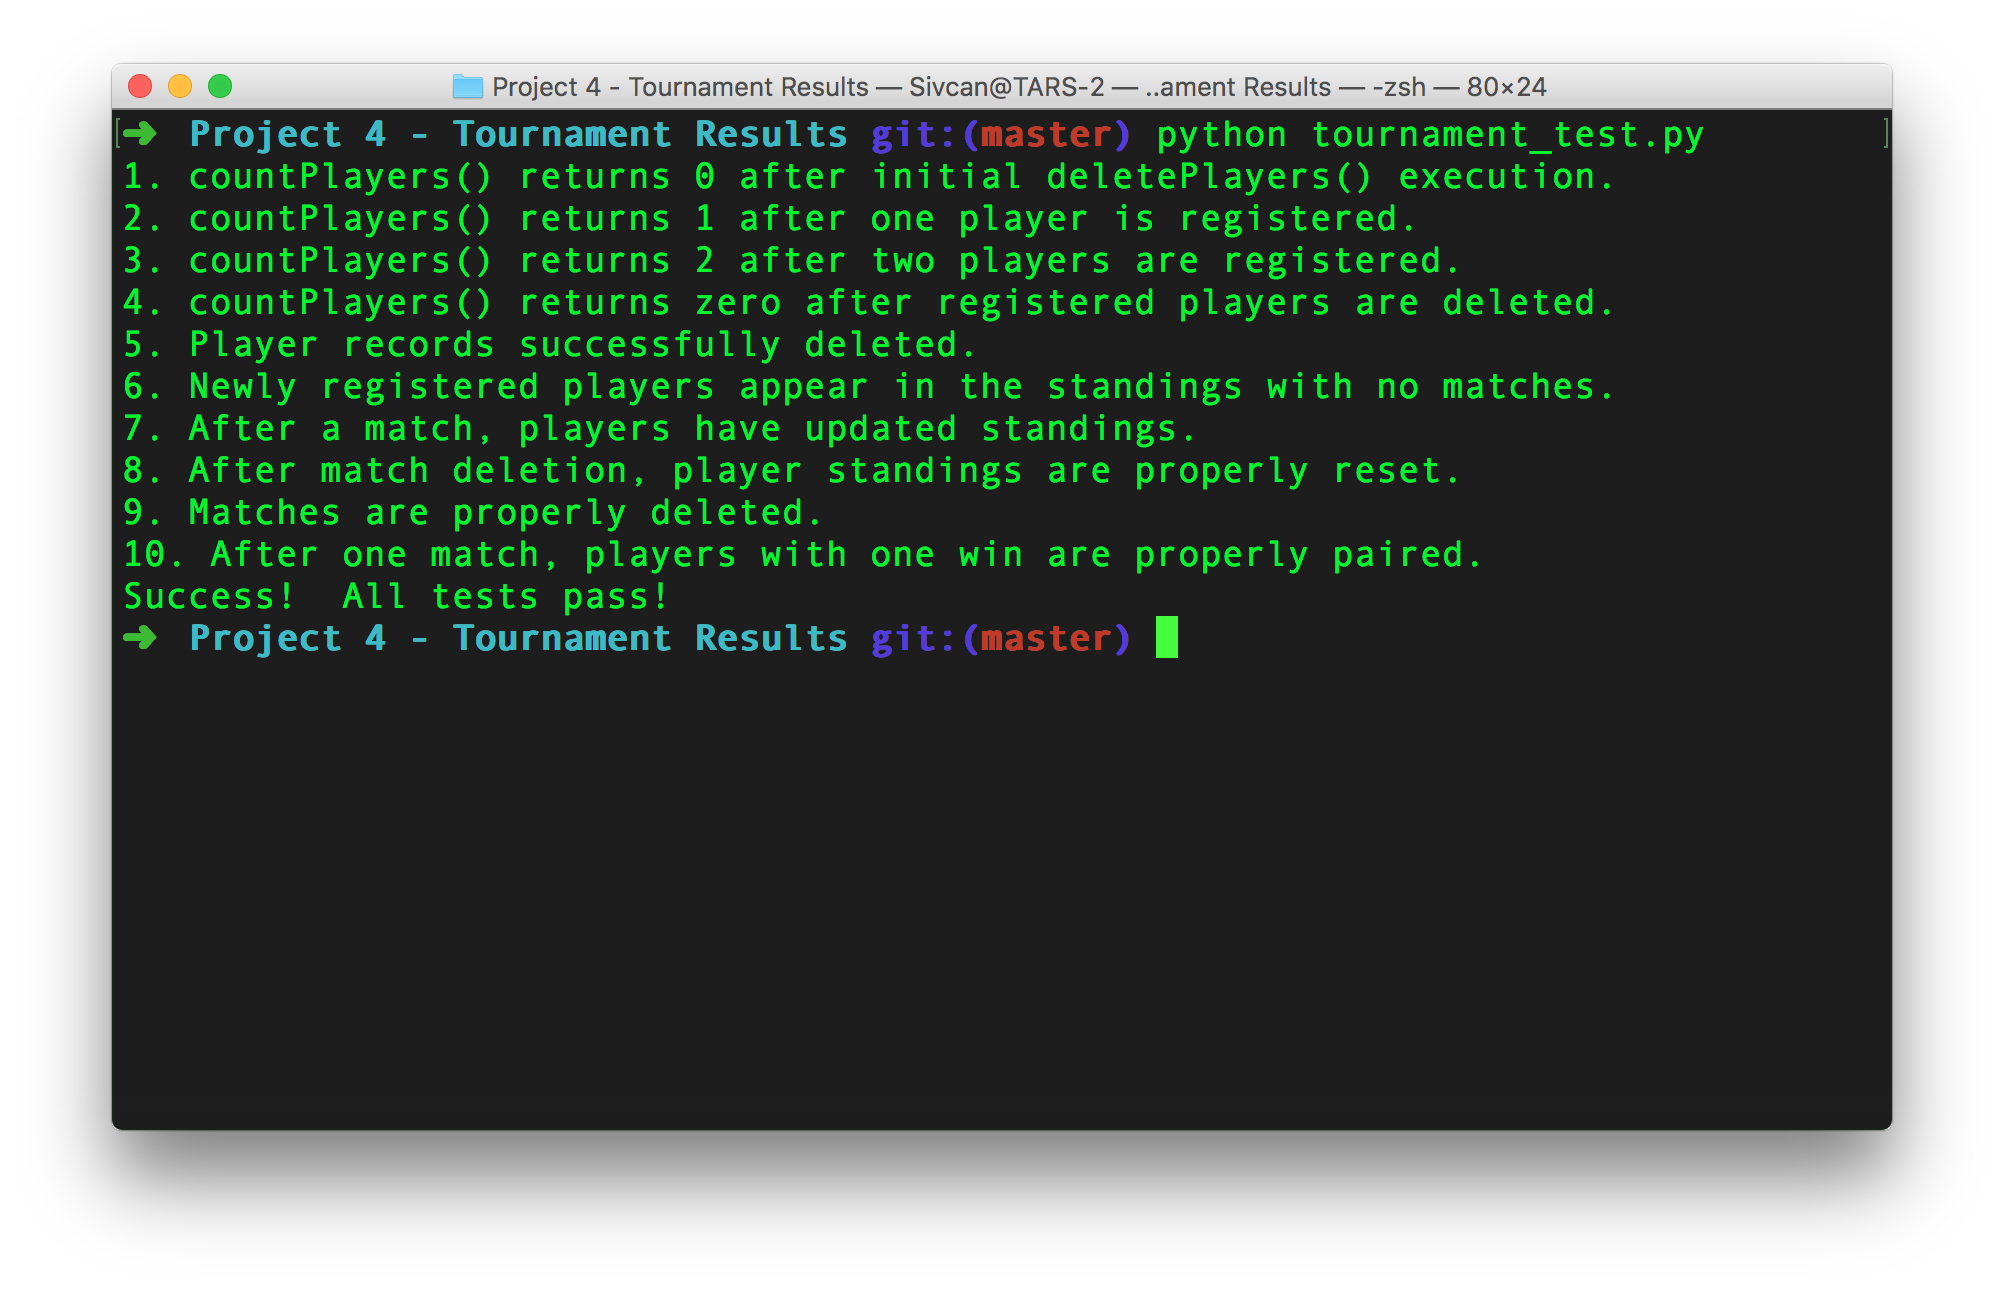 Project 4 - Tournament Results — Sivcan@TARS-2 — ..ament Results — -zsh — 80×24
[➜  Project 4 - Tournament Results git:(master) python tournament_test.py ]
1. countPlayers() returns 0 after initial deletePlayers() execution.
2. countPlayers() returns 1 after one player is registered.
3. countPlayers() returns 2 after two players are registered.
4. countPlayers() returns zero after registered players are deleted.
5. Player records successfully deleted.
6. Newly registered players appear in the standings with no matches.
7. After a match, players have updated standings.
8. After match deletion, player standings are properly reset.
9. Matches are properly deleted.
10. After one match, players with one win are properly paired.
Success!  All tests pass!
➜  Project 4 - Tournament Results git:(master)